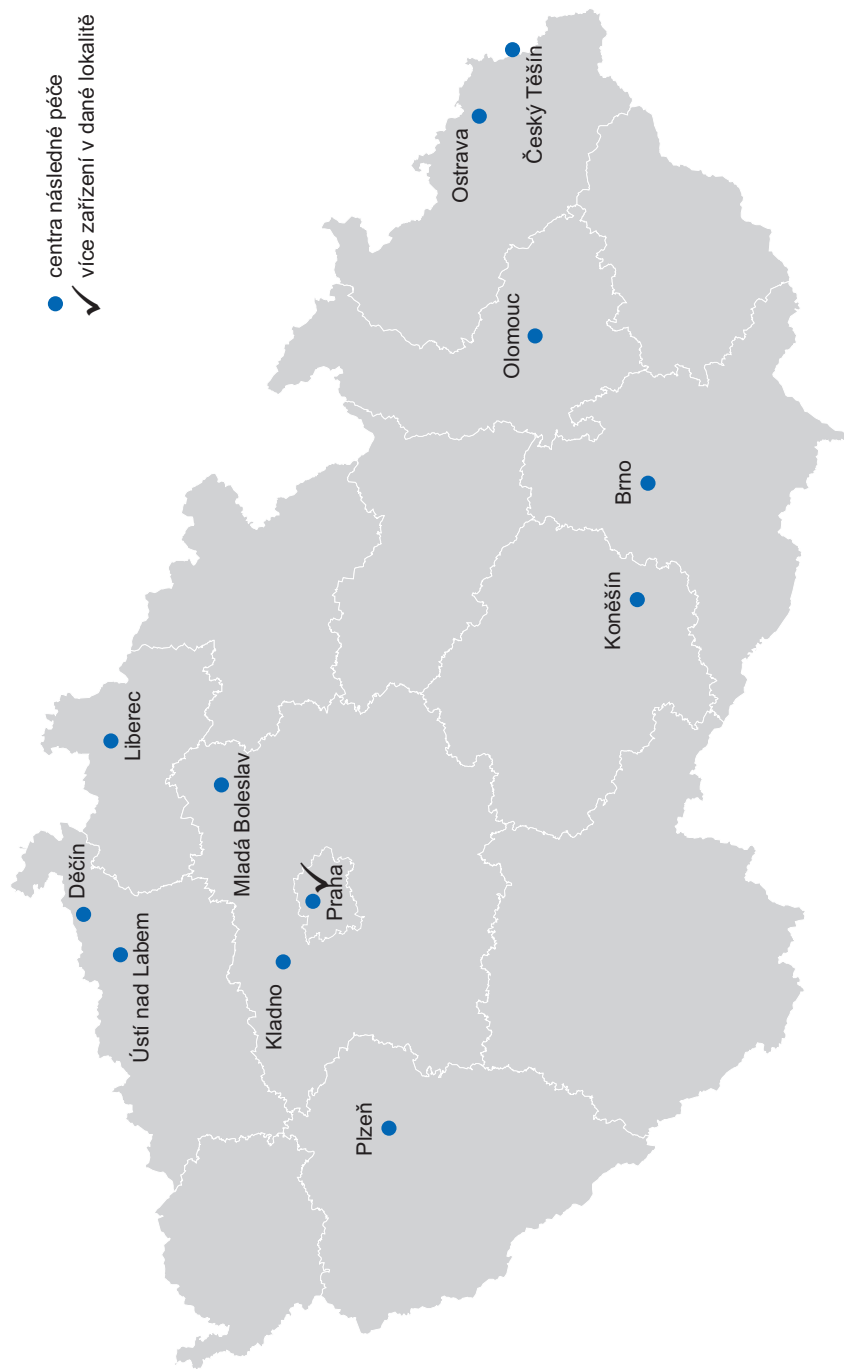 centra následné péče
více zařízení v dané lokalitě
Děčín
Liberec
Ústí nad Labem
Mladá Boleslav
Kladno
Praha
Plzeň
Ostrava
Český Těšín
Olomouc
Koněšín
Brno